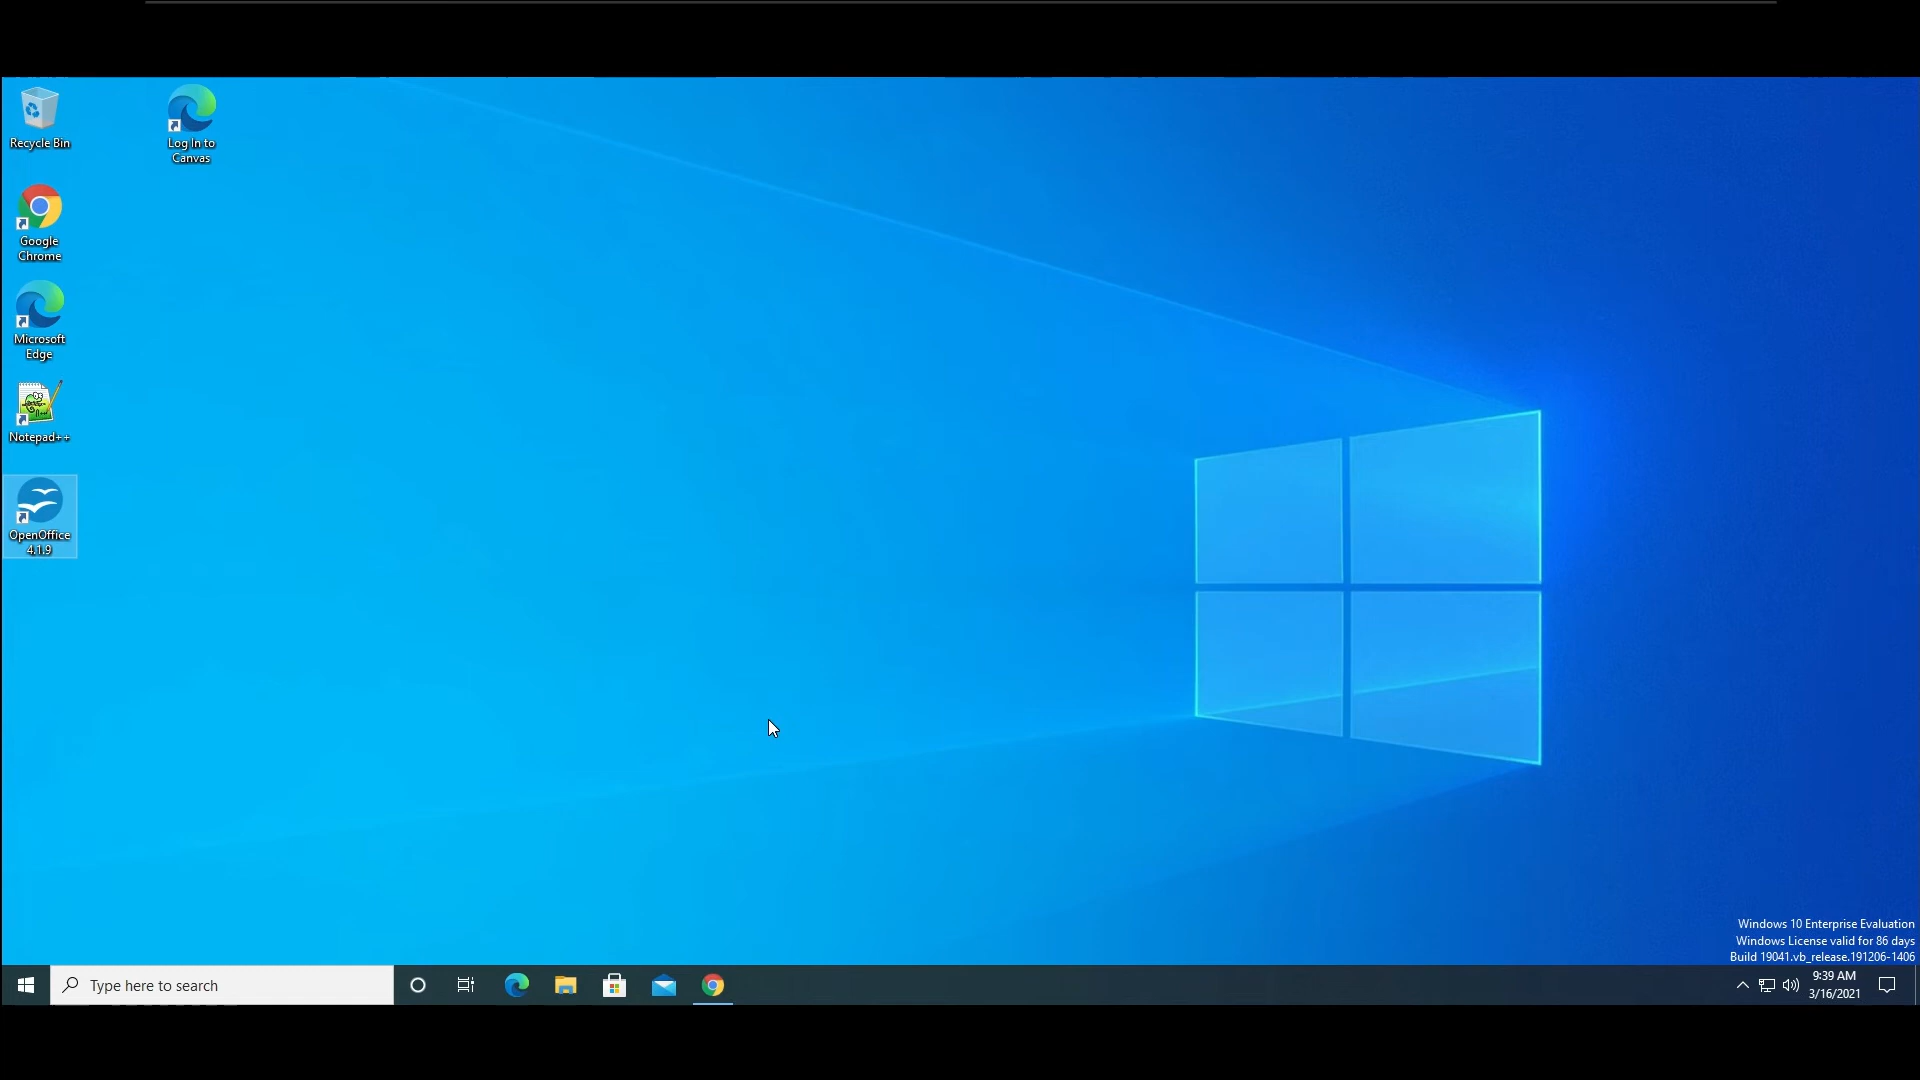 Recycle Bin
Log In to
Canvas
Google
Chrome
Microsoft
Edge
Notepad++
OpenOffice
4.1.9
Windows 10 Enterprise Evaluation
Windows License valid for 86 days
Build 19041.vb_release.191206-1406
Type here to search
9:39 AM
3/16/2021